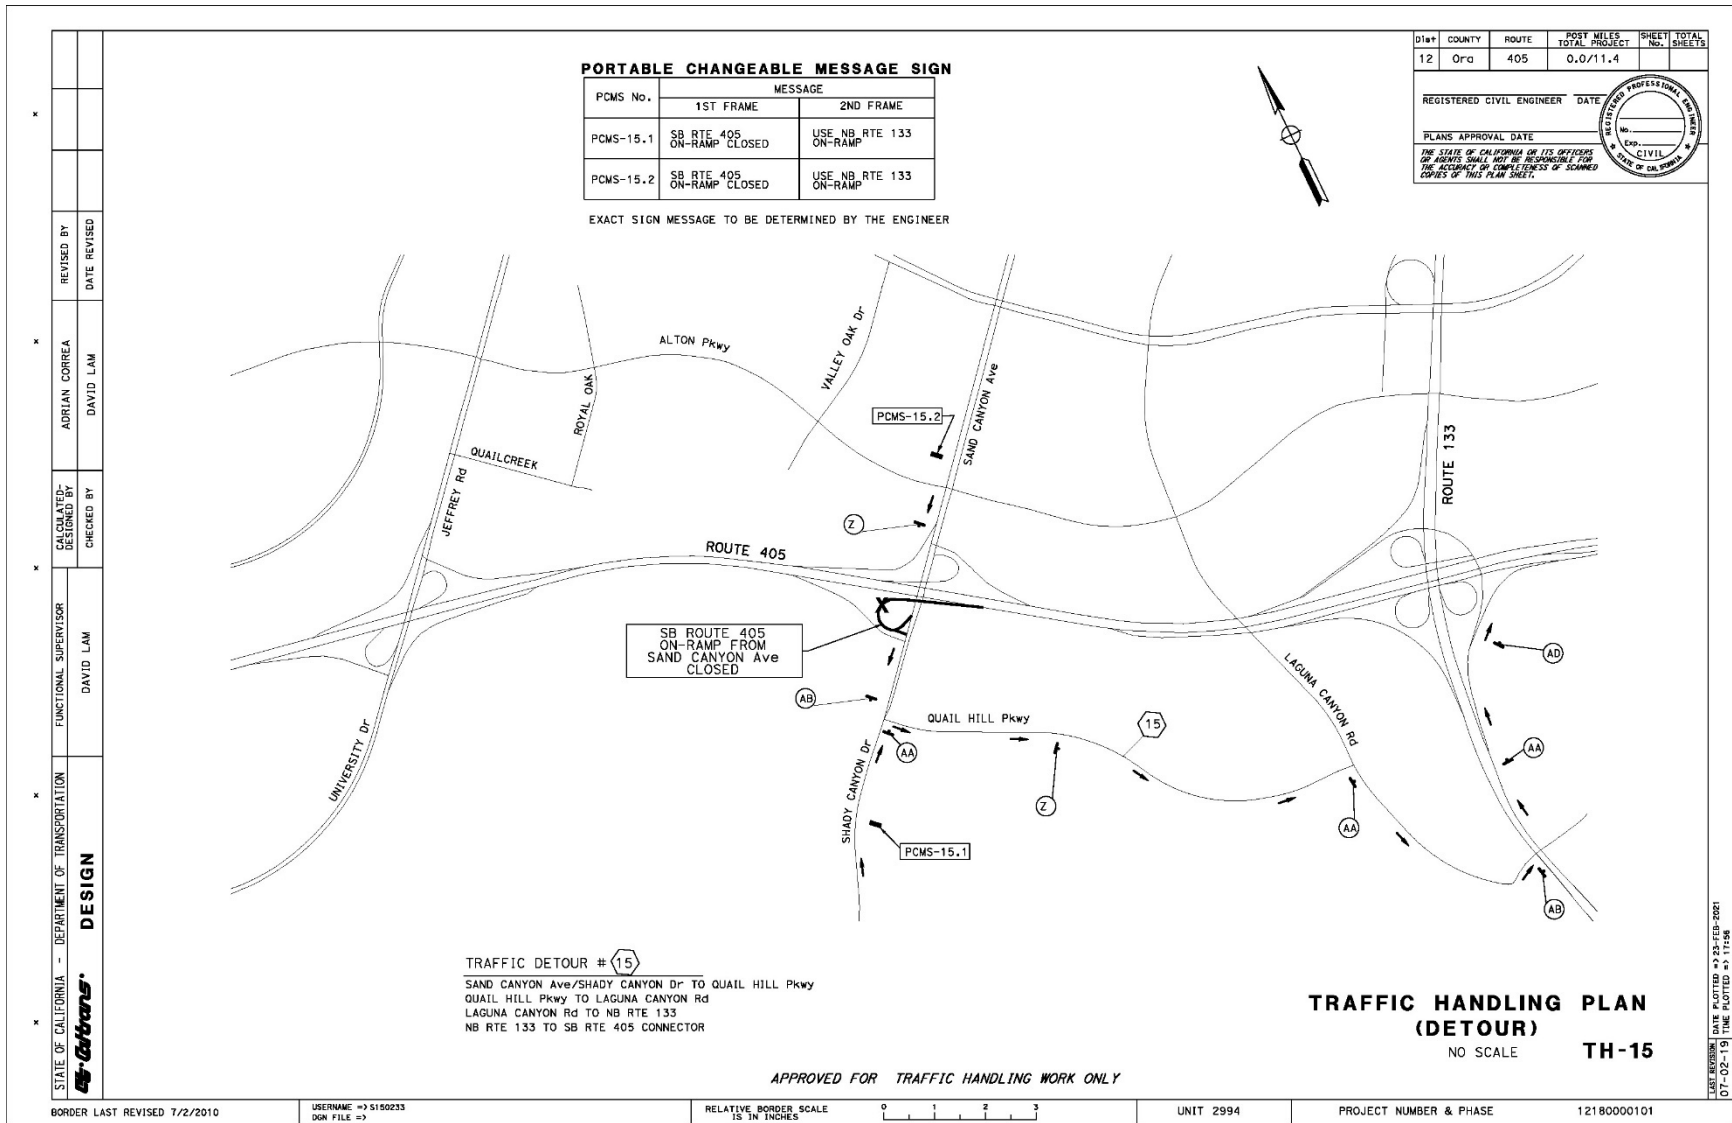 Dist COUNTY ROUTE POST MILES TOTAL PROJECT SHEET No. TOTAL SHEETS
12 Ora 405 0.0/11.4
REGISTERED CIVIL ENGINEER DATE
PLANS APPROVAL DATE
THE STATE OF CALIFORNIA OR ITS OFFICERS
OR AGENTS SHALL NOT BE RESPONSIBLE FOR
THE ACCURACY OR COMPLETENESS OF SCANNED
COPIES OF THIS PLAN SHEET.
REGISTERED PROFESSIONAL ENGINEER
No.
Exp.
CIVIL
STATE OF CALIFORNIA
PORTABLE CHANGEABLE MESSAGE SIGN
PCMS No. MESSAGE
1ST FRAME 2ND FRAME
PCMS-15.1 SB RTE 405 ON-RAMP CLOSED USE NB RTE 133 ON-RAMP
PCMS-15.2 SB RTE 405 ON-RAMP CLOSED USE NB RTE 133 ON-RAMP
EXACT SIGN MESSAGE TO BE DETERMINED BY THE ENGINEER
REVISED BY
DATE REVISED
ADRIAN CORREA
DAVID LAM
CALCULATED-
DESIGNED BY
CHECKED BY
FUNCTIONAL SUPERVISOR
DAVID LAM
STATE OF CALIFORNIA - DEPARTMENT OF TRANSPORTATION
DESIGN
Caltrans
ALTON Pkwy
VALLEY OAK Dr
ROYAL OAK
QUAILCREEK
JEFFREY Rd
PCMS-15.2
SAND CANYON Ave
ROUTE 133
Z
ROUTE 405
X
SB ROUTE 405
ON-RAMP FROM
SAND CANYON Ave
CLOSED
AB
QUAIL HILL Pkwy
15
LAGUNA CANYON Rd
AD
AA
AA
UNIVERSITY Dr
SHADY CANYON Dr
Z
AA
PCMS-15.1
AB
TRAFFIC DETOUR # 15
SAND CANYON Ave/SHADY CANYON Dr TO QUAIL HILL Pkwy
QUAIL HILL Pkwy TO LAGUNA CANYON Rd
LAGUNA CANYON Rd TO NB RTE 133
NB RTE 133 TO SB RTE 405 CONNECTOR
TRAFFIC HANDLING PLAN
(DETOUR)
NO SCALE TH-15
APPROVED FOR TRAFFIC HANDLING WORK ONLY
LAST REVISION
07-02-19
DATE PLOTTED => 23-FEB-2021
TIME PLOTTED => 17:56
BORDER LAST REVISED 7/2/2010
USERNAME => S150233
DGN FILE =>
RELATIVE BORDER SCALE
IS IN INCHES
0 1 2 3
UNIT 2994
PROJECT NUMBER & PHASE
12180000101